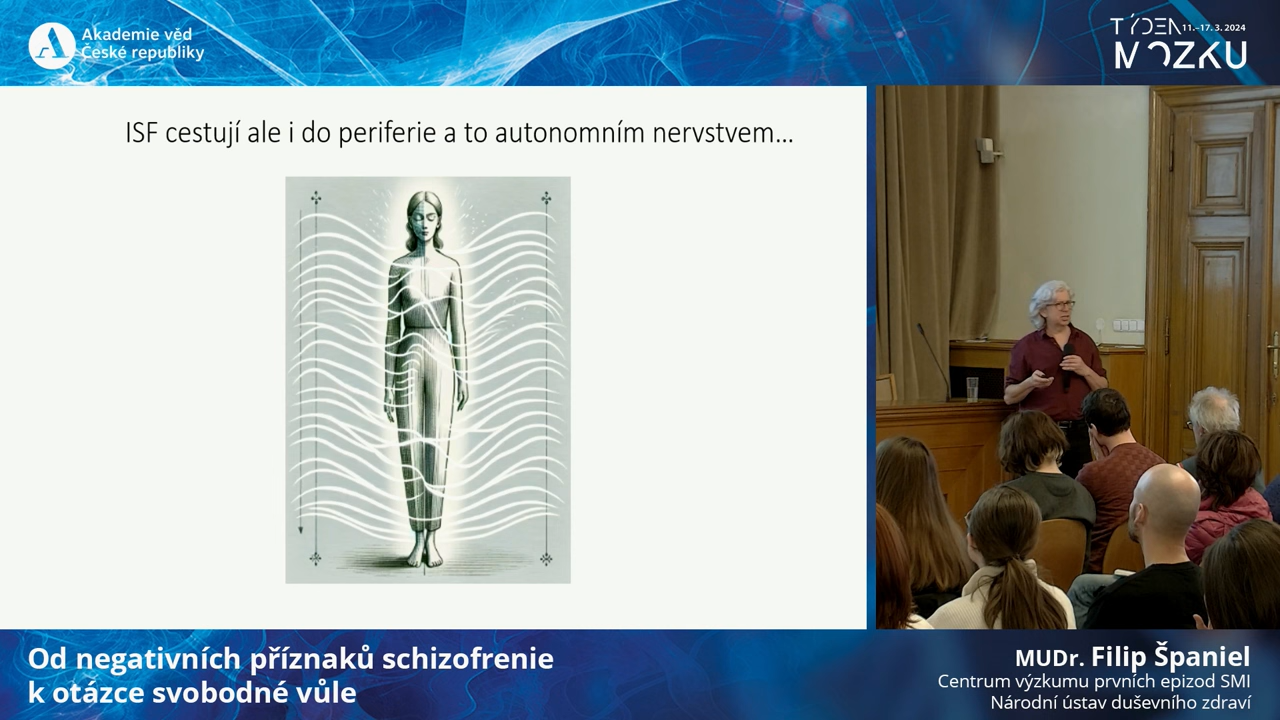 Akademie věd
České republiky
TÝDEN 11.–17. 3. 2024
MOZKU
ISF cestují ale i do periferie a to autonomním nervstvem...
Od negativních příznaků schizofrenie
k otázce svobodné vůle
MUDr. Filip Španiel
Centrum výzkumu prvních epizod SMI
Národní ústav duševního zdraví